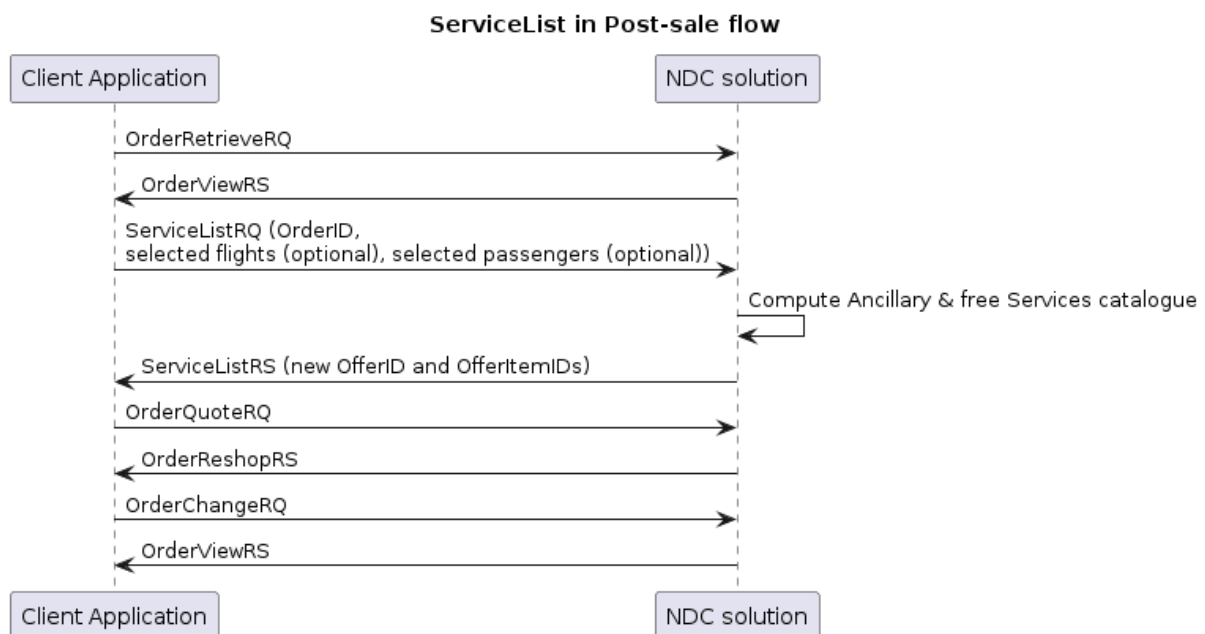 ServiceList in Post-sale flow
Client Application
NDC solution
OrderRetrieveRQ
OrderViewRS
ServiceListRQ (OrderID,
selected flights (optional), selected passengers (optional))
Compute Ancillary & free Services catalogue
ServiceListRS (new OfferID and OfferItemIDs)
OrderQuoteRQ
OrderReshopRS
OrderChangeRQ
OrderViewRS
Client Application
NDC solution